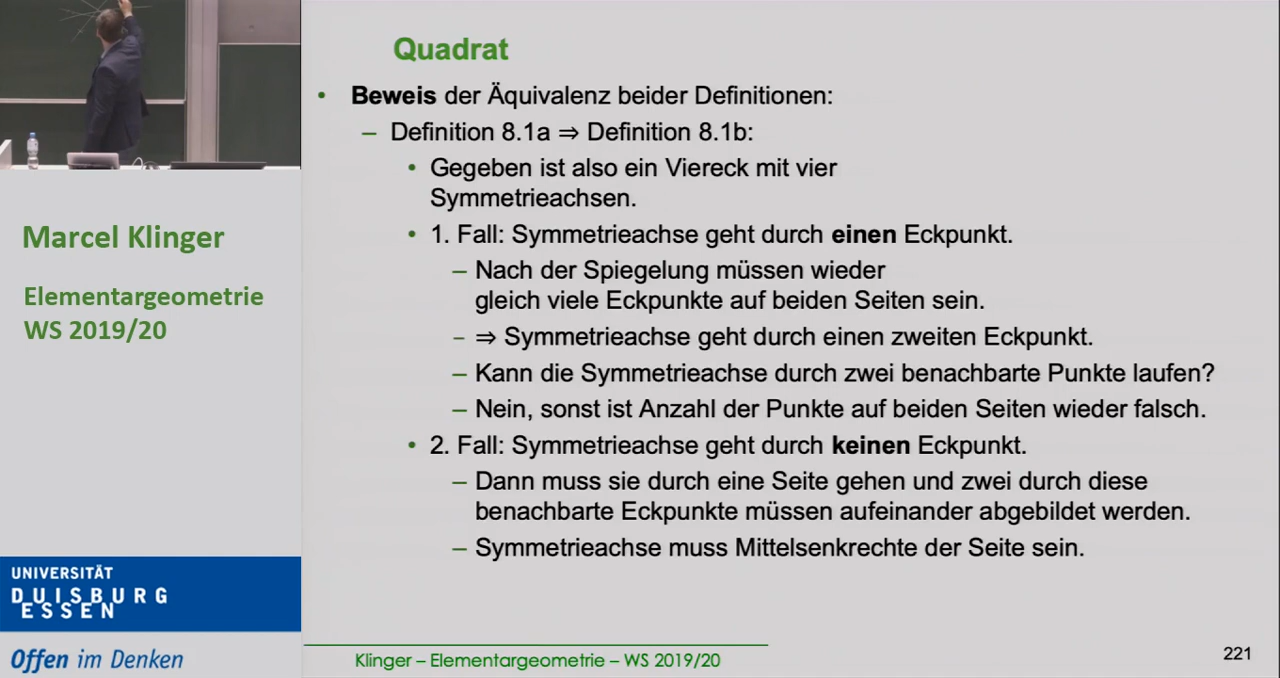 Quadrat
• Beweis der Äquivalenz beider Definitionen:
– Definition 8.1a ⇒ Definition 8.1b:
• Gegeben ist also ein Viereck mit vier
Symmetrieachsen.
• 1. Fall: Symmetrieachse geht durch einen Eckpunkt.
– Nach der Spiegelung müssen wieder
gleich viele Eckpunkte auf beiden Seiten sein.
– ⇒ Symmetrieachse geht durch einen zweiten Eckpunkt.
– Kann die Symmetrieachse durch zwei benachbarte Punkte laufen?
– Nein, sonst ist Anzahl der Punkte auf beiden Seiten wieder falsch.
• 2. Fall: Symmetrieachse geht durch keinen Eckpunkt.
– Dann muss sie durch eine Seite gehen und zwei durch diese
benachbarte Eckpunkte müssen aufeinander abgebildet werden.
– Symmetrieachse muss Mittelsenkrechte der Seite sein.
Klinger – Elementargeometrie – WS 2019/20
221
Marcel Klinger
Elementargeometrie
WS 2019/20
UNIVERSITÄT
DUISBURG
ESSEN
Offen im Denken